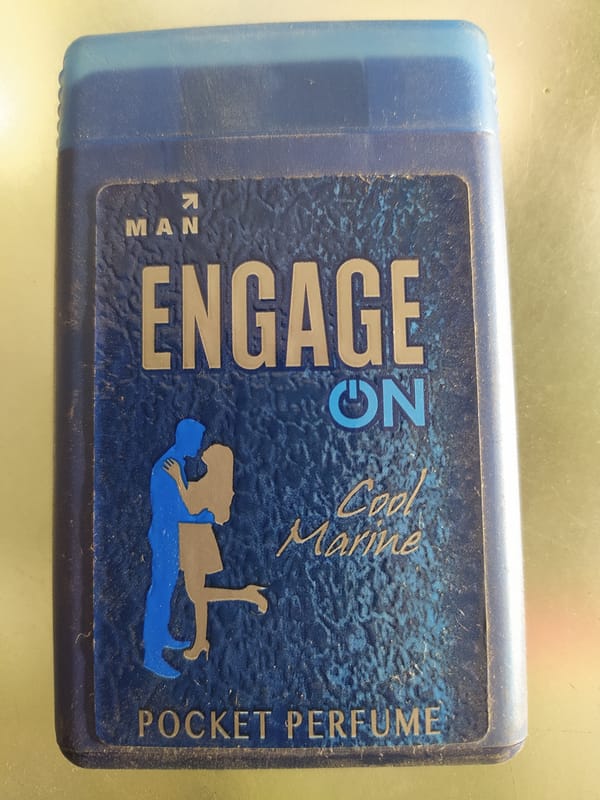 MAN
ENGAGE
ON
Cool
Marine
POCKET PERFUME